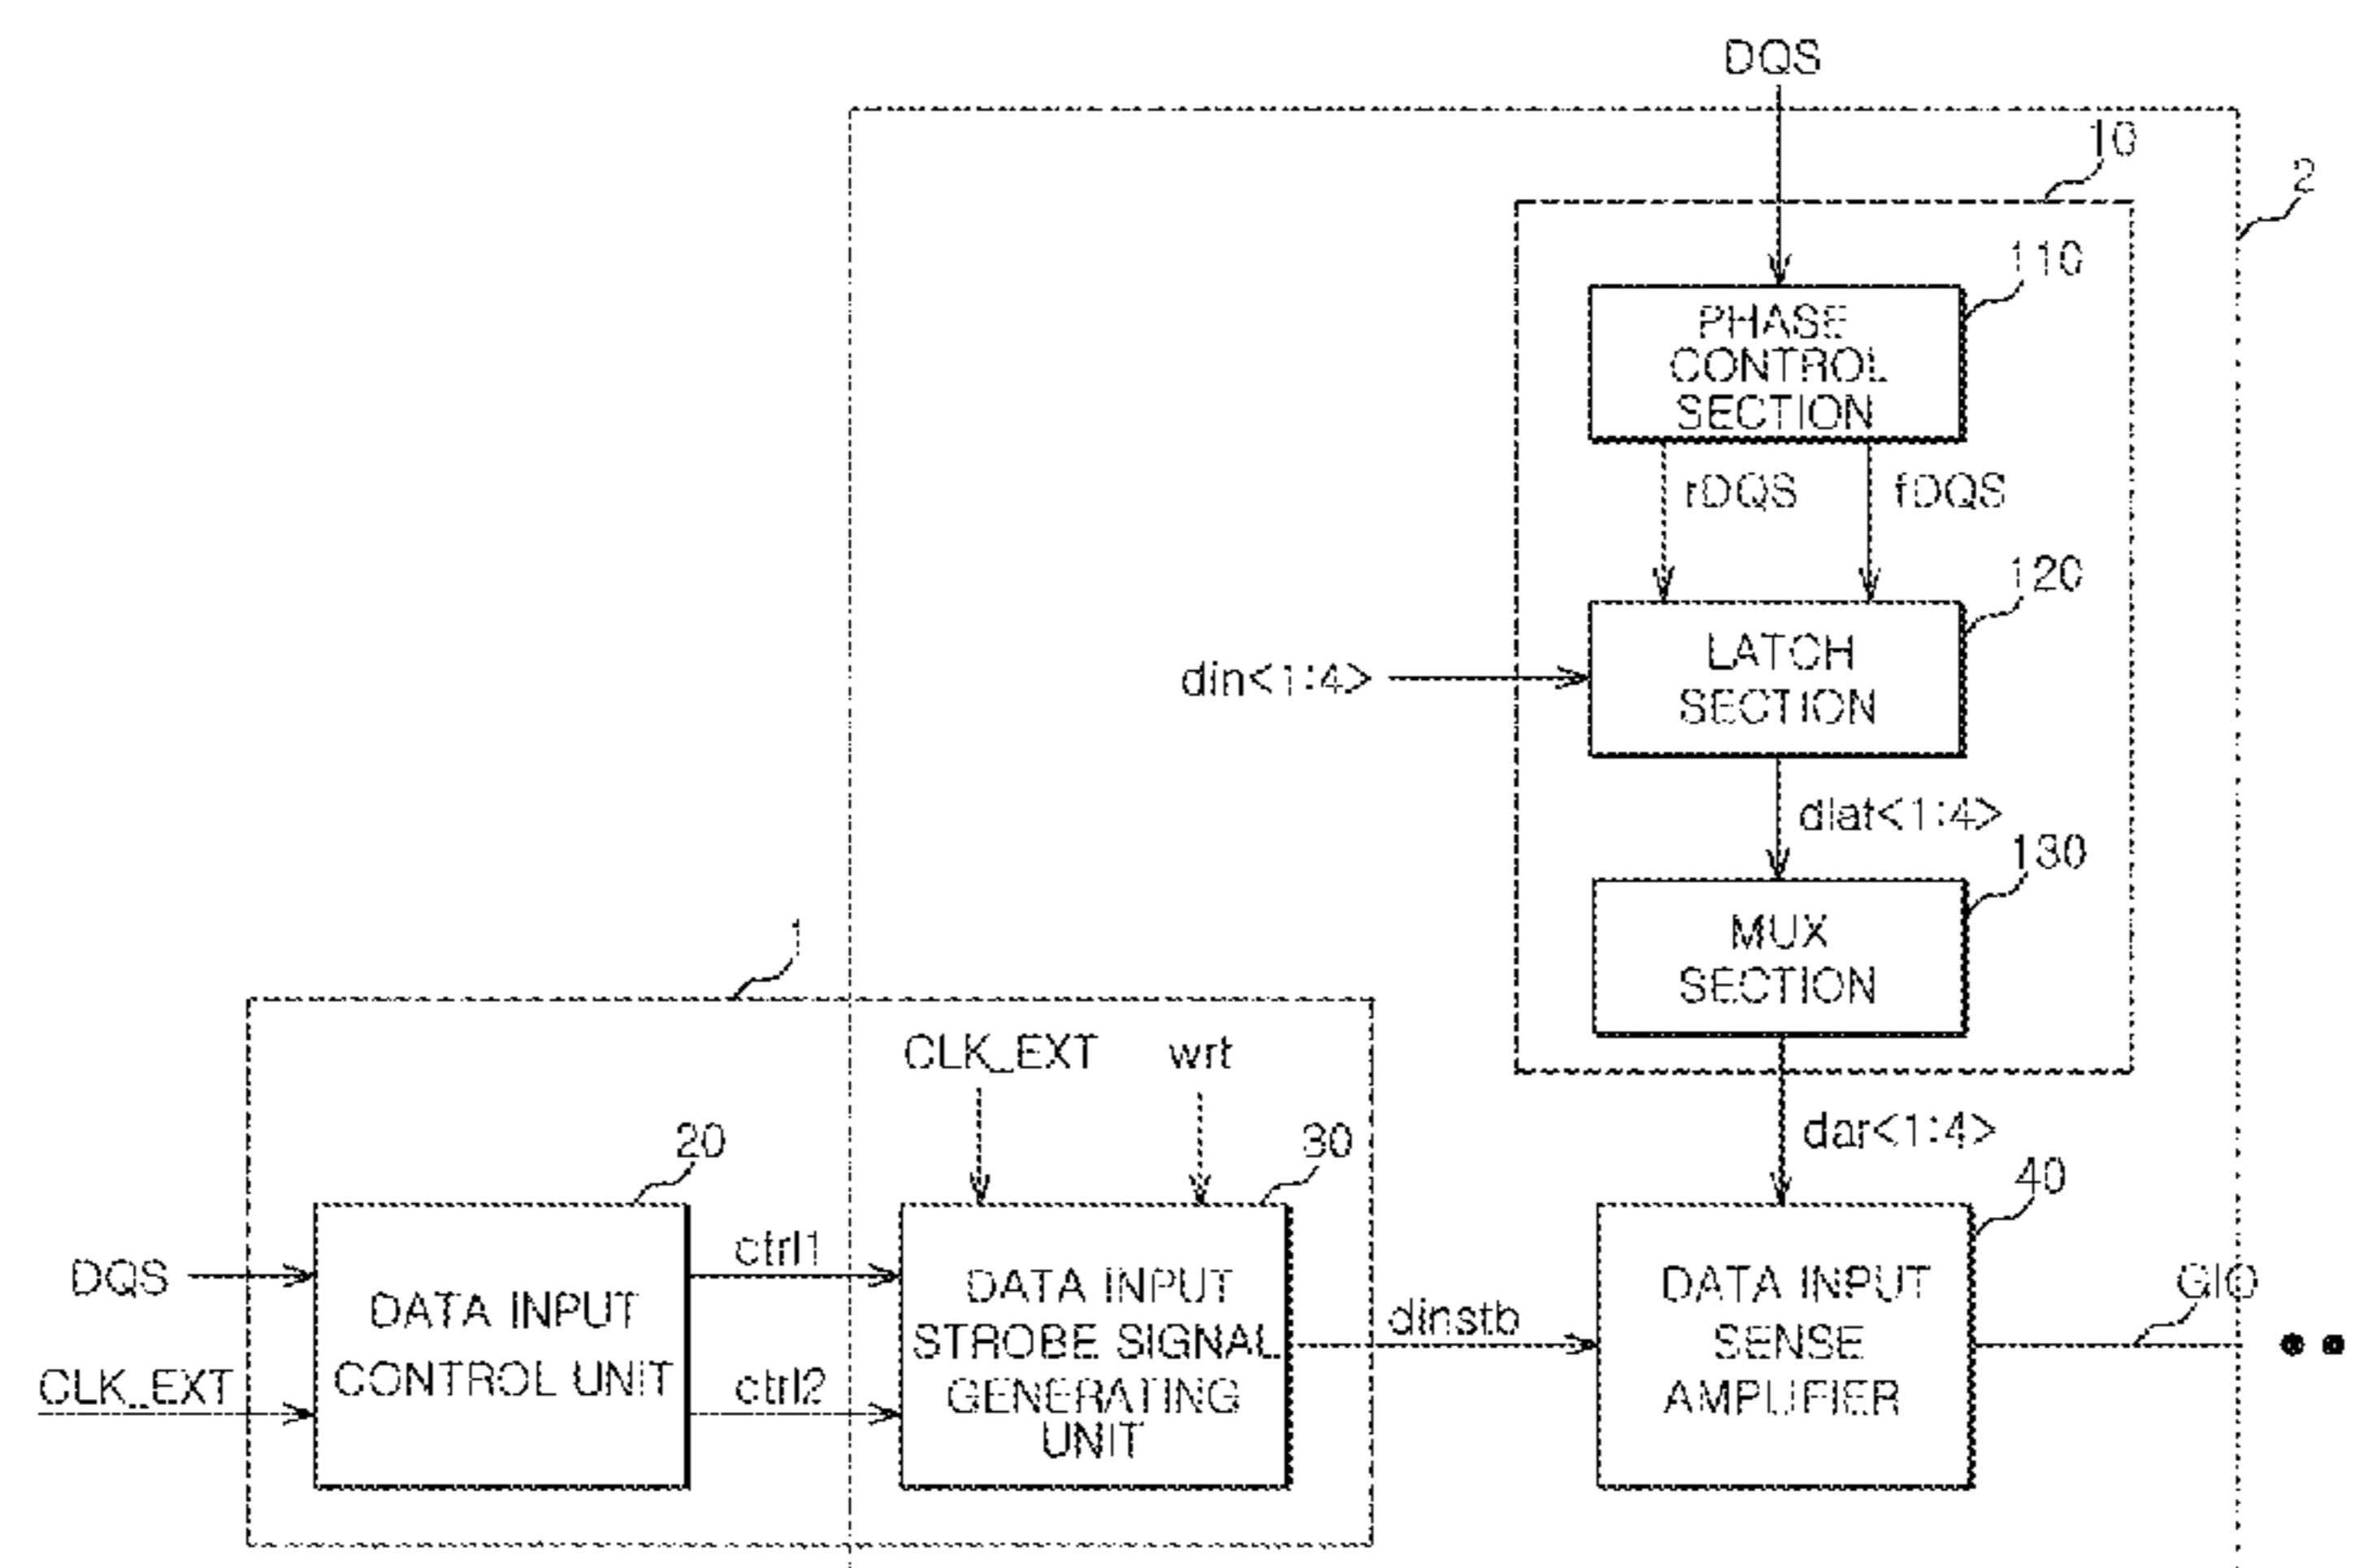 DQS
10
2
110
PHASE
CONTROL
SECTION
rDQS
fDQS
120
LATCH
SECTION
din<1:4>
dlat<1:4>
130
MUX
SECTION
1
CLK_EXT
wrt
dar<1:4>
20
30
40
DQS
CLK_EXT
DATA INPUT
CONTROL UNIT
ctrl1
ctrl2
DATA INPUT
STROBE SIGNAL
GENERATING
UNIT
dinstb
DATA INPUT
SENSE
AMPLIFIER
GIO